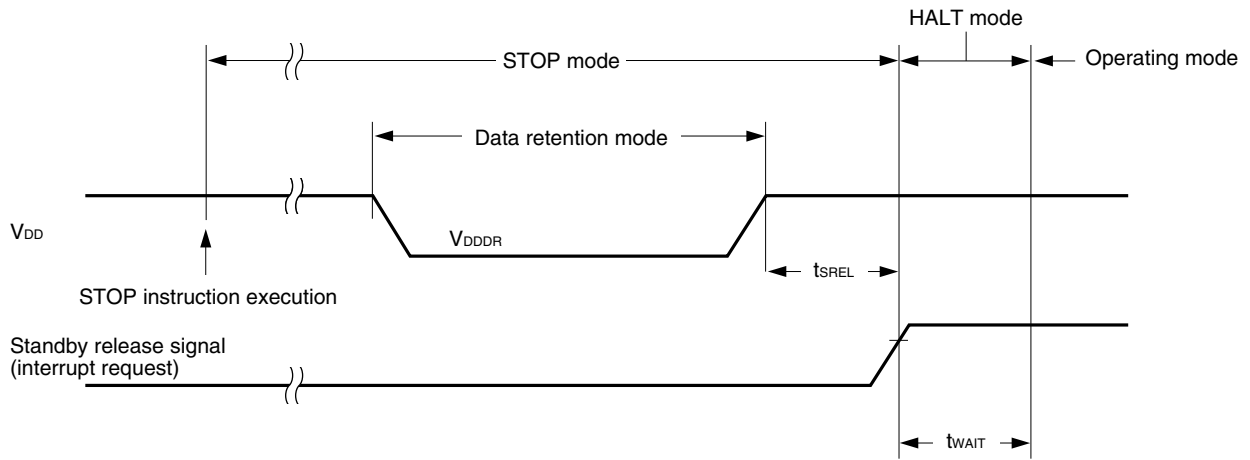 HALT mode
STOP mode
Operating mode
Data retention mode
VDD
VDDDR
tSREL
STOP instruction execution
Standby release signal
(interrupt request)
tWAIT